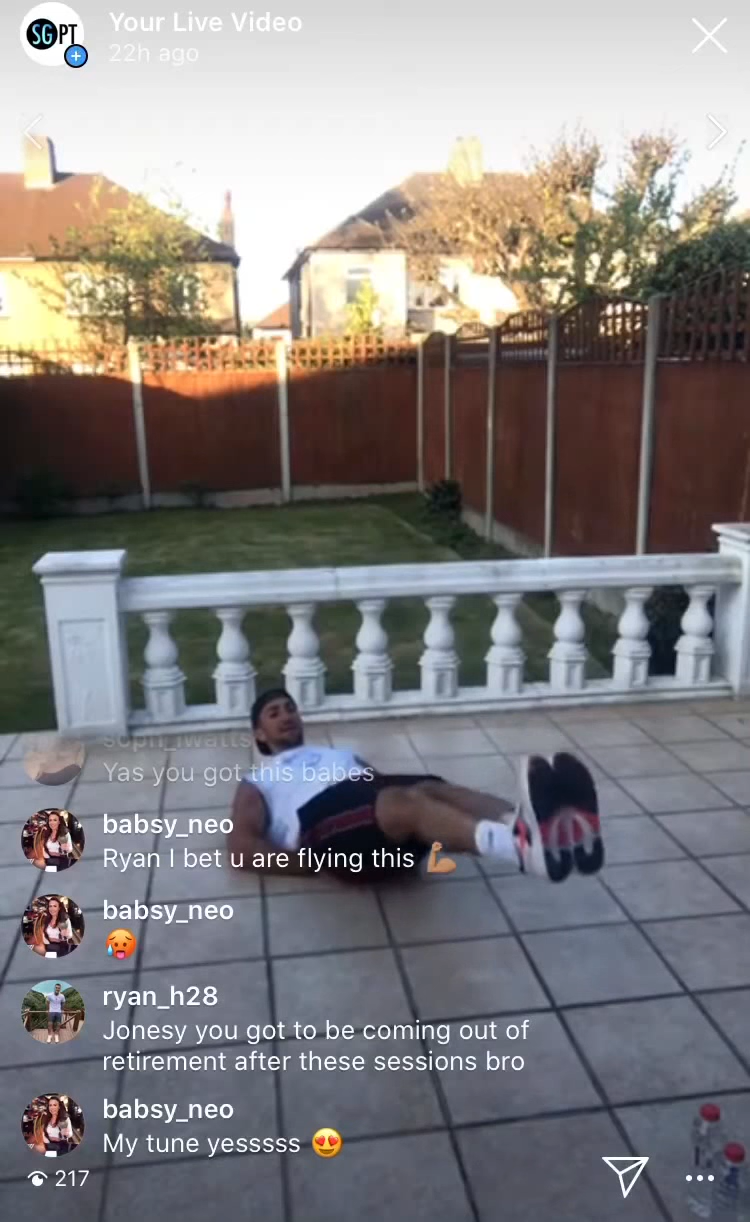 SGPT
Your Live Video
22h ago
soph_iwatts
Yas you got this babes
babsy_neo
Ryan I bet u are flying this 💪🏼
babsy_neo
🥵
ryan_h28
Jonesy you got to be coming out of
retirement after these sessions bro
babsy_neo
My tune yesssss 😍
217